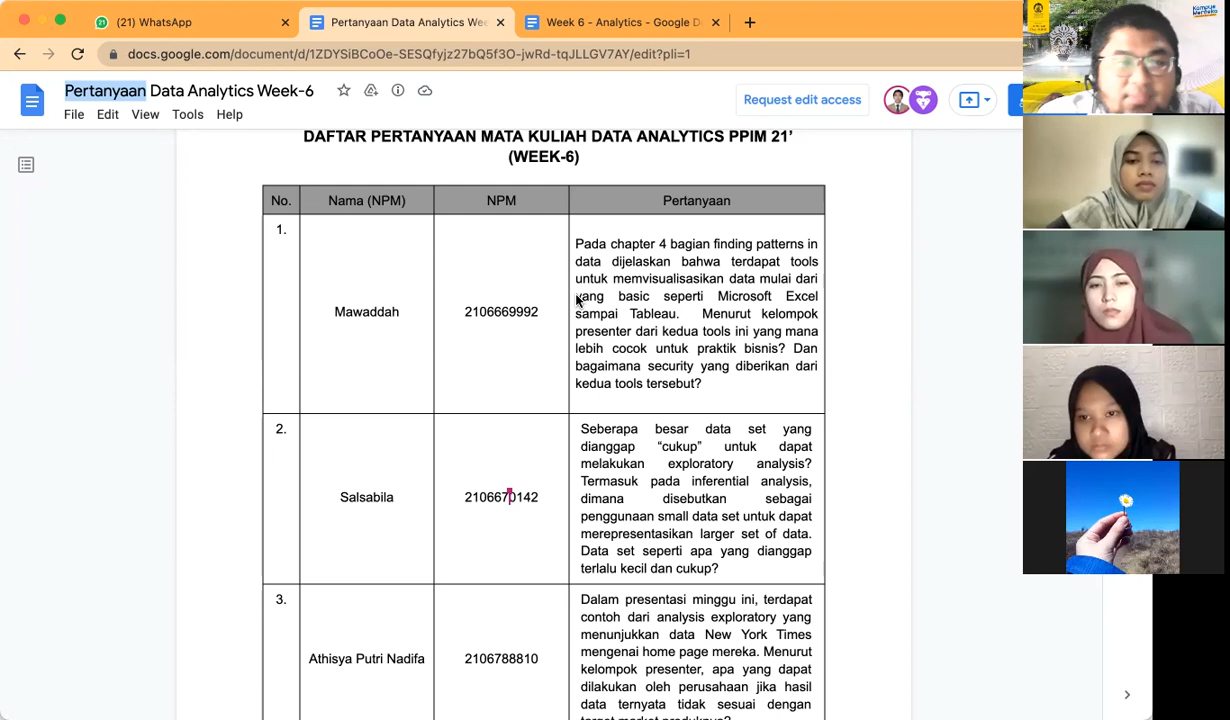 (21) WhatsApp
Pertanyaan Data Analytics Wee
Week 6 - Analytics - Google D
docs.google.com/document/d/1ZDYSiBCoOe-SESQfyjz27bQ5f3O-jwRd-tqJLLGV7AY/edit?pli=1
Pertanyaan Data Analytics Week-6
File Edit View Tools Help
Request edit access
DAFTAR PERTANYAAN MATA KULIAH DATA ANALYTICS PPIM 21’
(WEEK-6)
No. Nama (NPM) NPM Pertanyaan
1.
Mawaddah
2106669992
Pada chapter 4 bagian finding patterns in
data dijelaskan bahwa terdapat tools
untuk memvisualisasikan data mulai dari
yang basic seperti Microsoft Excel
sampai Tableau. Menurut kelompok
presenter dari kedua tools ini yang mana
lebih cocok untuk praktik bisnis? Dan
bagaimana security yang diberikan dari
kedua tools tersebut?
2.
Salsabila
2106670142
Seberapa besar data set yang
dianggap “cukup” untuk dapat
melakukan exploratory analysis?
Termasuk pada inferential analysis,
dimana disebutkan sebagai
penggunaan small data set untuk dapat
merepresentasikan larger set of data.
Data set seperti apa yang dianggap
terlalu kecil dan cukup?
3.
Athisya Putri Nadifa
2106788810
Dalam presentasi minggu ini, terdapat
contoh dari analysis exploratory yang
menunjukkan data New York Times
mengenai home page mereka. Menurut
kelompok presenter, apa yang dapat
dilakukan oleh perusahaan jika hasil
data ternyata tidak sesuai dengan
target market produknya?
Kampus
Merdeka